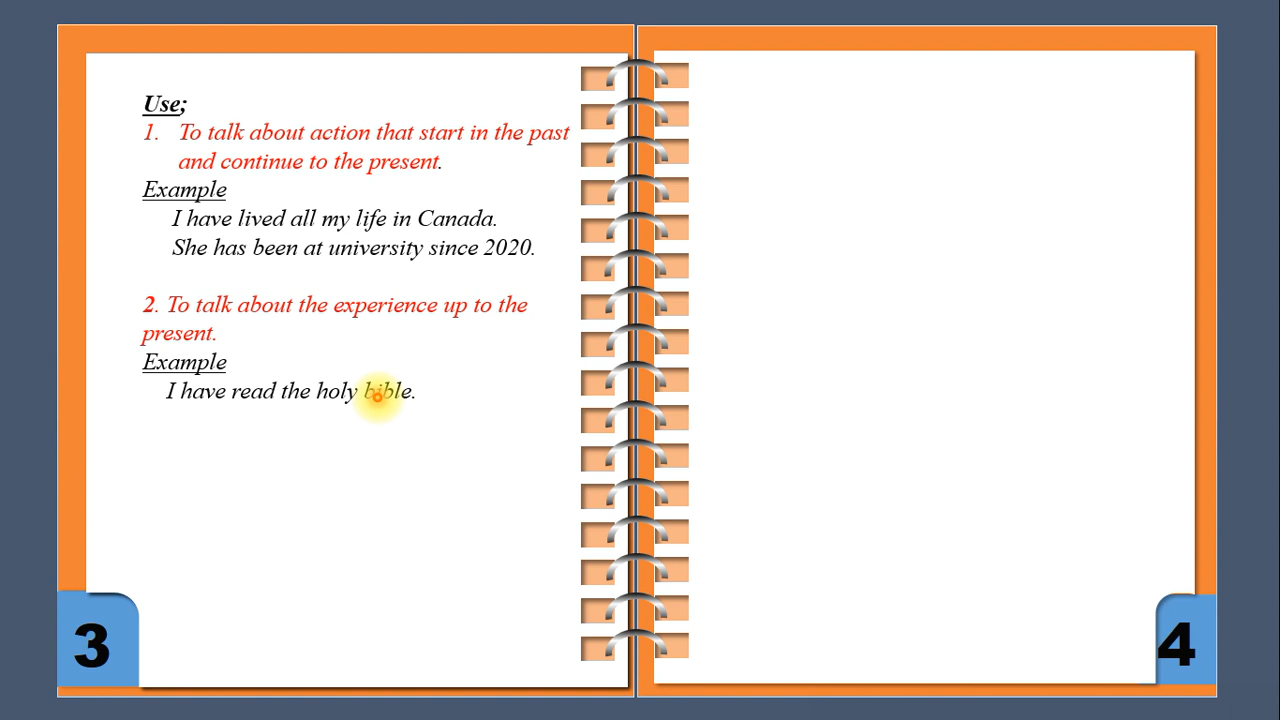 Use;
1. To talk about action that start in the past
and continue to the present.
Example
I have lived all my life in Canada.
She has been at university since 2020.
2. To talk about the experience up to the
present.
Example
I have read the holy bible.
3
4